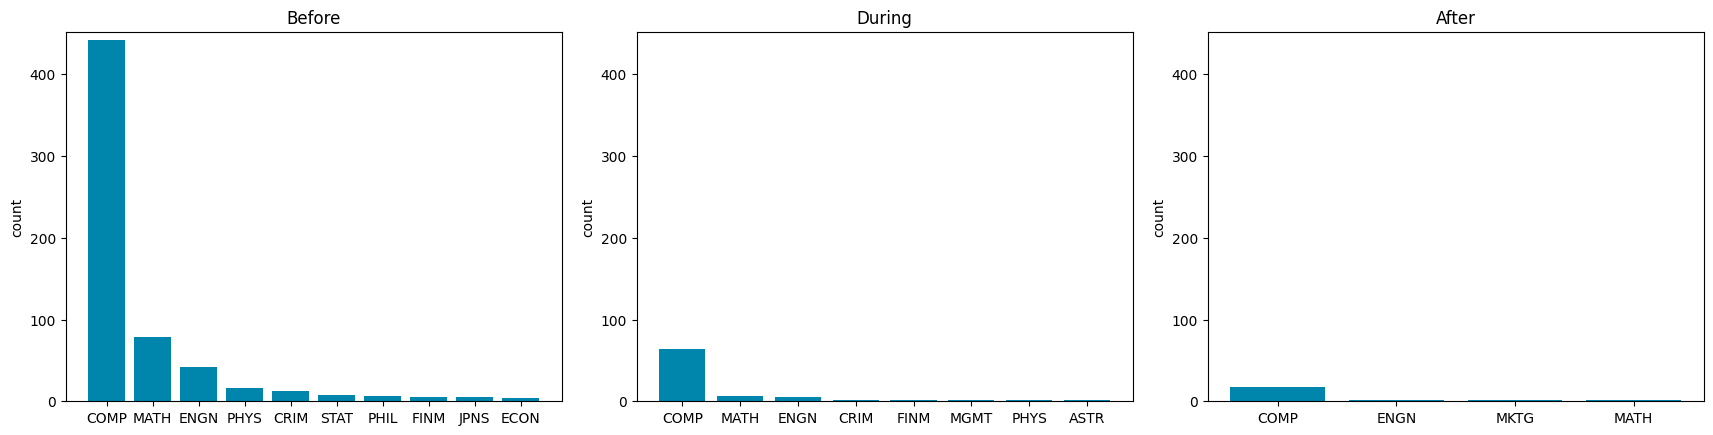 Before
During
After
count
400
300
200
100
0
COMP MATH ENGN PHYS CRIM STAT PHIL FINM JPNS ECON
count
400
300
200
100
0
COMP MATH ENGN CRIM FINM MGMT PHYS ASTR
count
400
300
200
100
0
COMP ENGN MKTG MATH